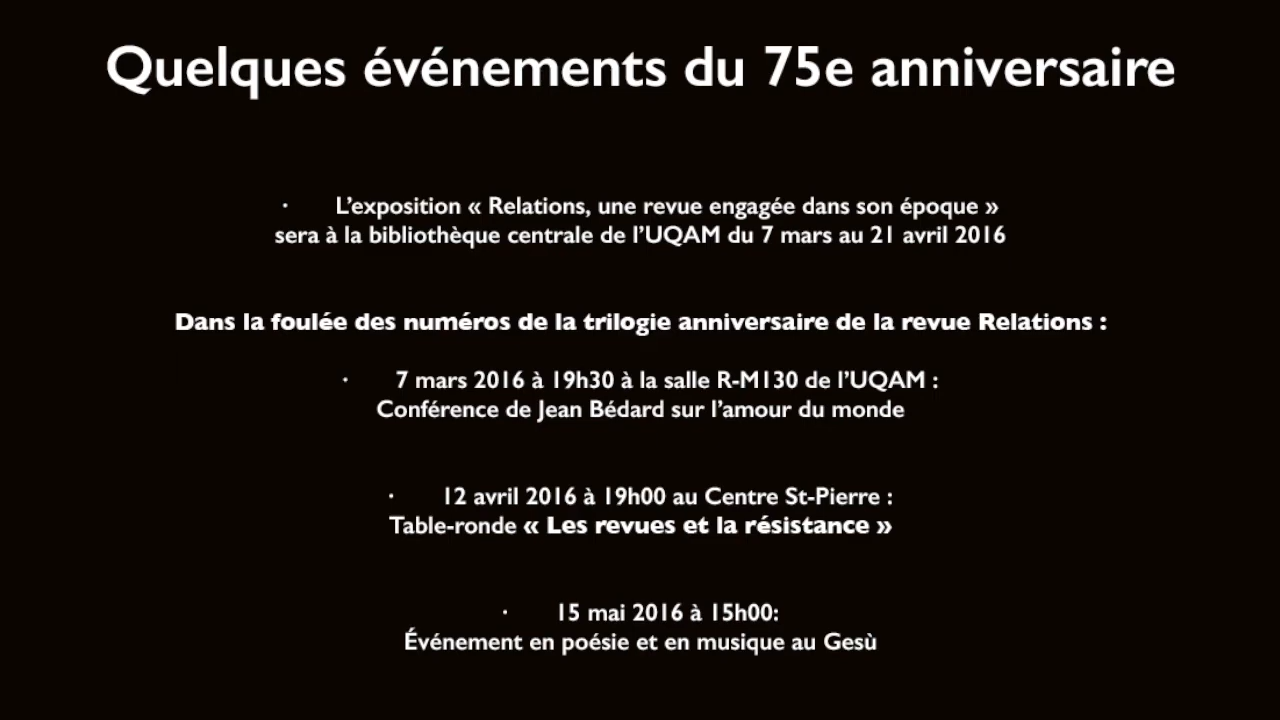 Quelques événements du 75e anniversaire
· L’exposition « Relations, une revue engagée dans son époque »
sera à la bibliothèque centrale de l’UQAM du 7 mars au 21 avril 2016
Dans la foulée des numéros de la trilogie anniversaire de la revue Relations :
· 7 mars 2016 à 19h30 à la salle R-M130 de l’UQAM :
Conférence de Jean Bédard sur l’amour du monde
· 12 avril 2016 à 19h00 au Centre St-Pierre :
Table-ronde « Les revues et la résistance »
· 15 mai 2016 à 15h00:
Événement en poésie et en musique au Gesù